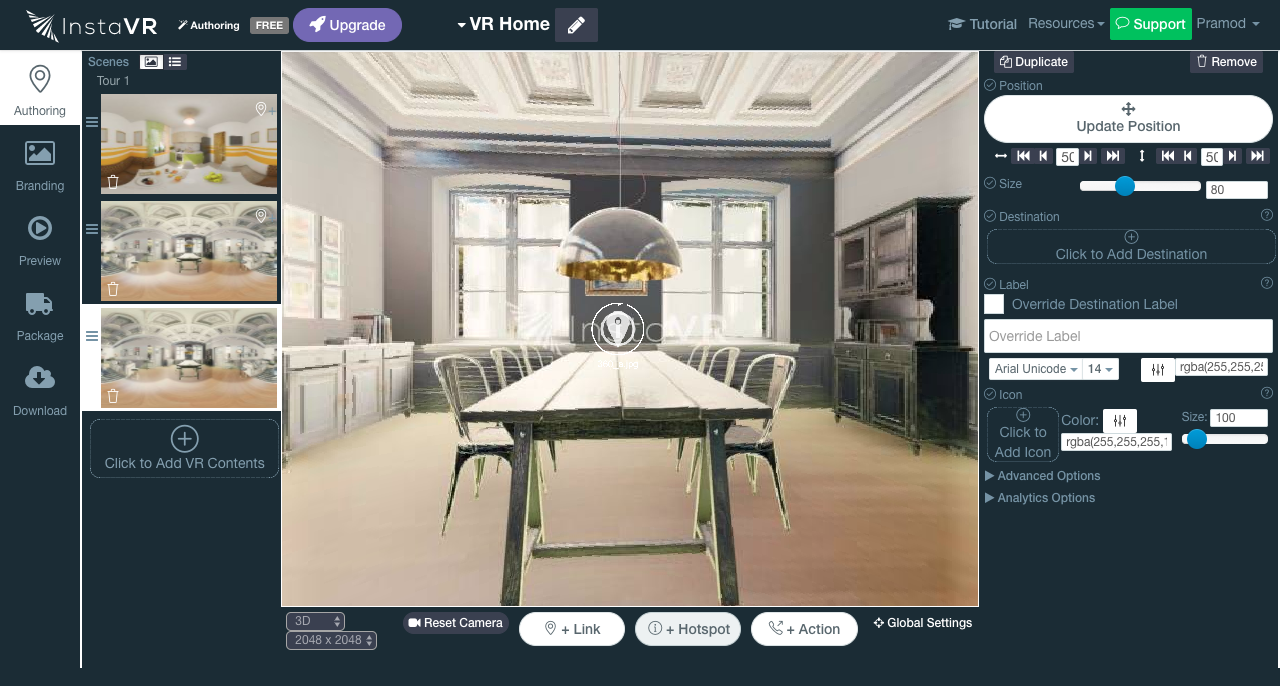 InstaVR
Authoring
FREE
Upgrade
VR Home
Tutorial
Resources
Support
Pramod
Authoring
Branding
Preview
Package
Download
Scenes
Tour 1
Click to Add VR Contents
InstaVR
3D
2048 x 2048
Reset Camera
+ Link
+ Hotspot
+ Action
Global Settings
Duplicate
Remove
Position
Update Position
50
50
Size
80
Destination
Click to Add Destination
Label
Override Destination Label
Override Label
Arial Unicode
14
rgba(255,255,25
Icon
Click to
Add Icon
Color:
rgba(255,255,255,1
Size:
100
Advanced Options
Analytics Options